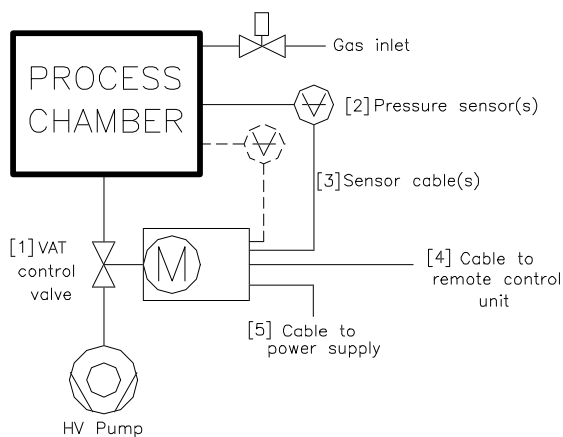 PROCESS
CHAMBER
Gas inlet
[2] Pressure sensor(s)
[3] Sensor cable(s)
[1] VAT
control
valve
M
[4] Cable to
remote control
unit
[5] Cable to
power supply
HV Pump